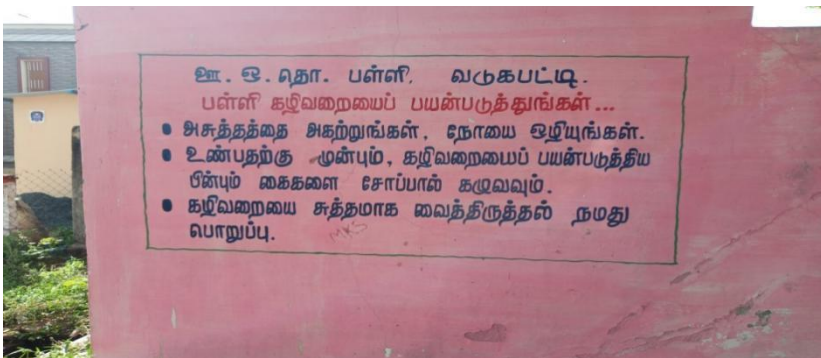 ஊ. ஒ. தொ. பள்ளி, வடுகபட்டி.
பள்ளி கழிவறையைப் பயன்படுத்துங்கள்...
• அசுத்தத்தை அகற்றுங்கள், நோயை ஒழியுங்கள்.
• உண்பதற்கு முன்பும், கழிவறையைப் பயன்படுத்திய
பின்பும் கைகளை சோப்பால் கழுவவும்.
• கழிவறையை சுத்தமாக வைத்திருத்தல் நமது
பொறுப்பு.
MKS